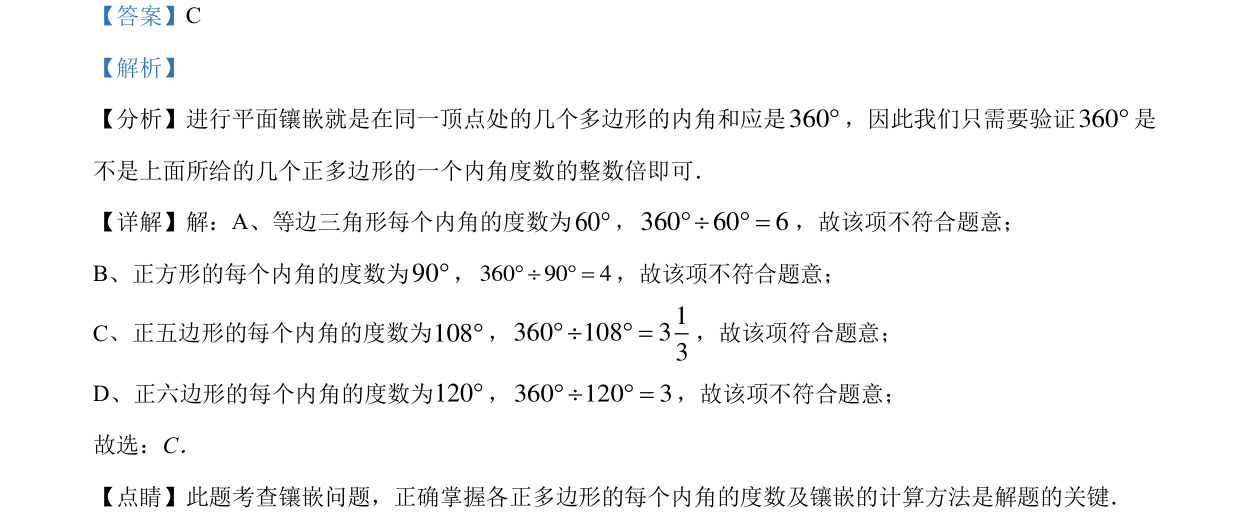 【答案】C
【解析】
【分析】进行平面镶嵌就是在同一顶点处的几个多边形的内角和应是360°，因此我们只需要验证360°是
不是上面所给的几个正多边形的一个内角度数的整数倍即可．
【详解】解：A、等边三角形每个内角的度数为60°，360°÷60°=6，故该项不符合题意；
B、正方形的每个内角的度数为90°，360°÷90°=4，故该项不符合题意；
C、正五边形的每个内角的度数为108°，360°÷108°=3 1/3，故该项符合题意；
D、正六边形的每个内角的度数为120°，360°÷120°=3，故该项不符合题意；
故选：C．
【点睛】此题考查镶嵌问题，正确掌握各正多边形的每个内角的度数及镶嵌的计算方法是解题的关键．